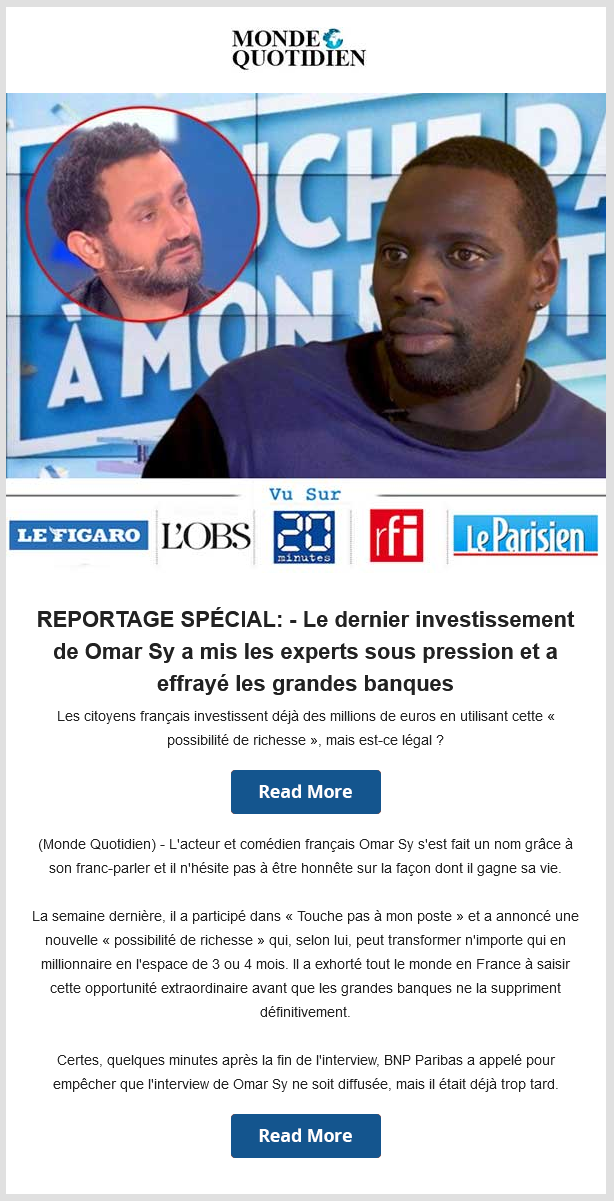 MONDE
QUOTIDIEN
OUCHE PA
À MON
Vu Sur
LE FIGARO
L'OBS
20
minutes
rfi
Le Parisien
REPORTAGE SPÉCIAL: - Le dernier investissement
de Omar Sy a mis les experts sous pression et a
effrayé les grandes banques
Les citoyens français investissent déjà des millions de euros en utilisant cette «
possibilité de richesse », mais est-ce légal ?
Read More
(Monde Quotidien) - L'acteur et comédien français Omar Sy s'est fait un nom grâce à
son franc-parler et il n'hésite pas à être honnête sur la façon dont il gagne sa vie.
La semaine dernière, il a participé dans « Touche pas à mon poste » et a annoncé une
nouvelle « possibilité de richesse » qui, selon lui, peut transformer n'importe qui en
millionnaire en l'espace de 3 ou 4 mois. Il a exhorté tout le monde en France à saisir
cette opportunité extraordinaire avant que les grandes banques ne la suppriment
définitivement.
Certes, quelques minutes après la fin de l'interview, BNP Paribas a appelé pour
empêcher que l'interview de Omar Sy ne soit diffusée, mais il était déjà trop tard.
Read More